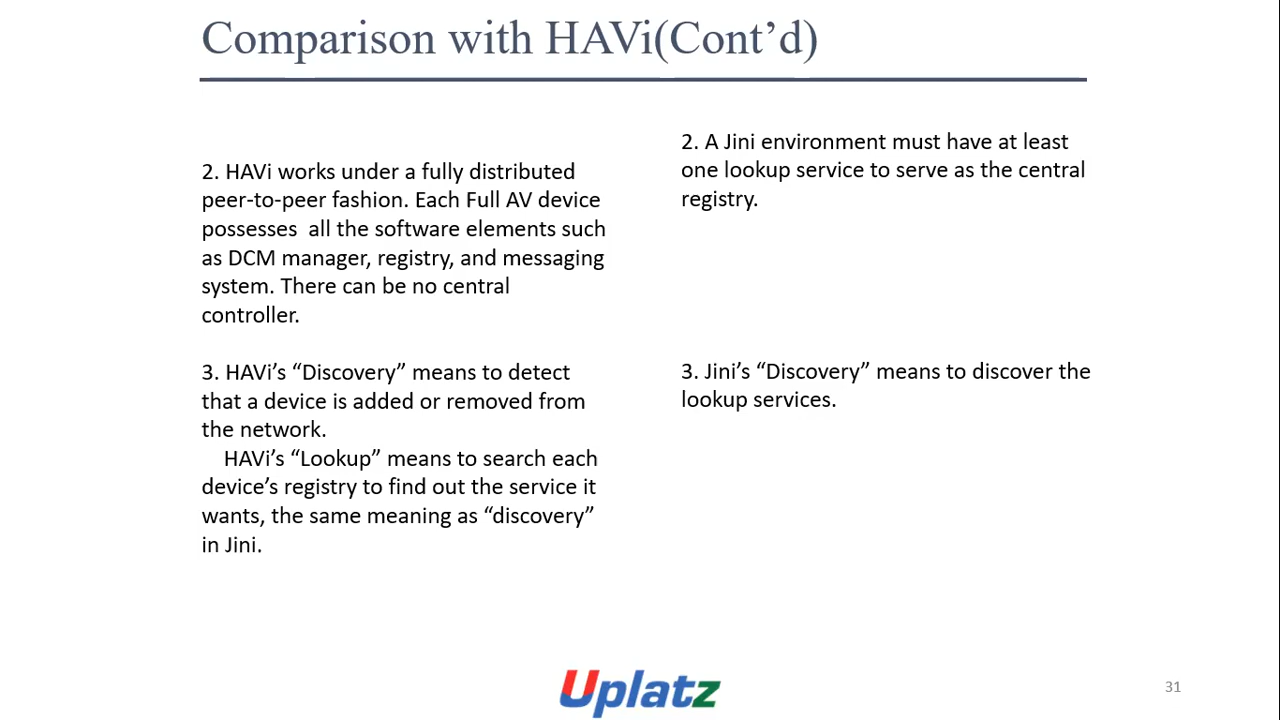 Comparison with HAVi(Cont’d)
2. HAVi works under a fully distributed
peer-to-peer fashion. Each Full AV device
possesses  all the software elements such
as DCM manager, registry, and messaging
system. There can be no central
controller.
3. HAVi’s “Discovery” means to detect
that a device is added or removed from
the network.
HAVi’s “Lookup” means to search each
device’s registry to find out the service it
wants, the same meaning as “discovery”
in Jini.
2. A Jini environment must have at least
one lookup service to serve as the central
registry.
3. Jini’s “Discovery” means to discover the
lookup services.
Uplatz
31